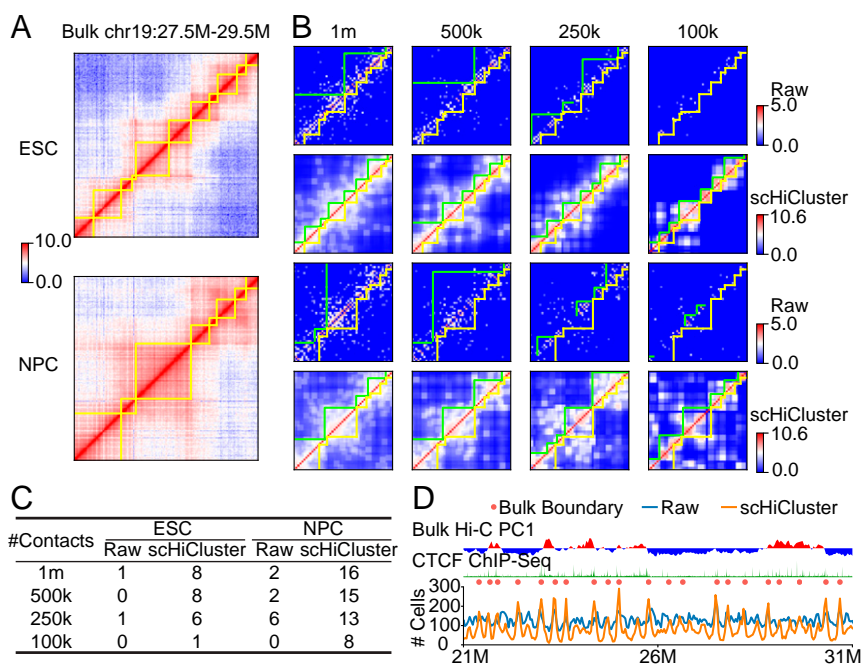 A
Bulk chr19:27.5M-29.5M
ESC
10.0
0.0
NPC
B
1m 500k 250k 100k
Raw
5.0
0.0
scHiCluster
10.6
0.0
Raw
5.0
0.0
scHiCluster
10.6
0.0
C
#Contacts ESC NPC
Raw scHiCluster Raw scHiCluster
1m 1 8 2 16
500k 0 8 2 15
250k 1 6 6 13
100k 0 1 0 8
D
Bulk Boundary Raw scHiCluster
Bulk Hi-C PC1
CTCF ChIP-Seq
# Cells
300
200
100
0
21M 26M 31M